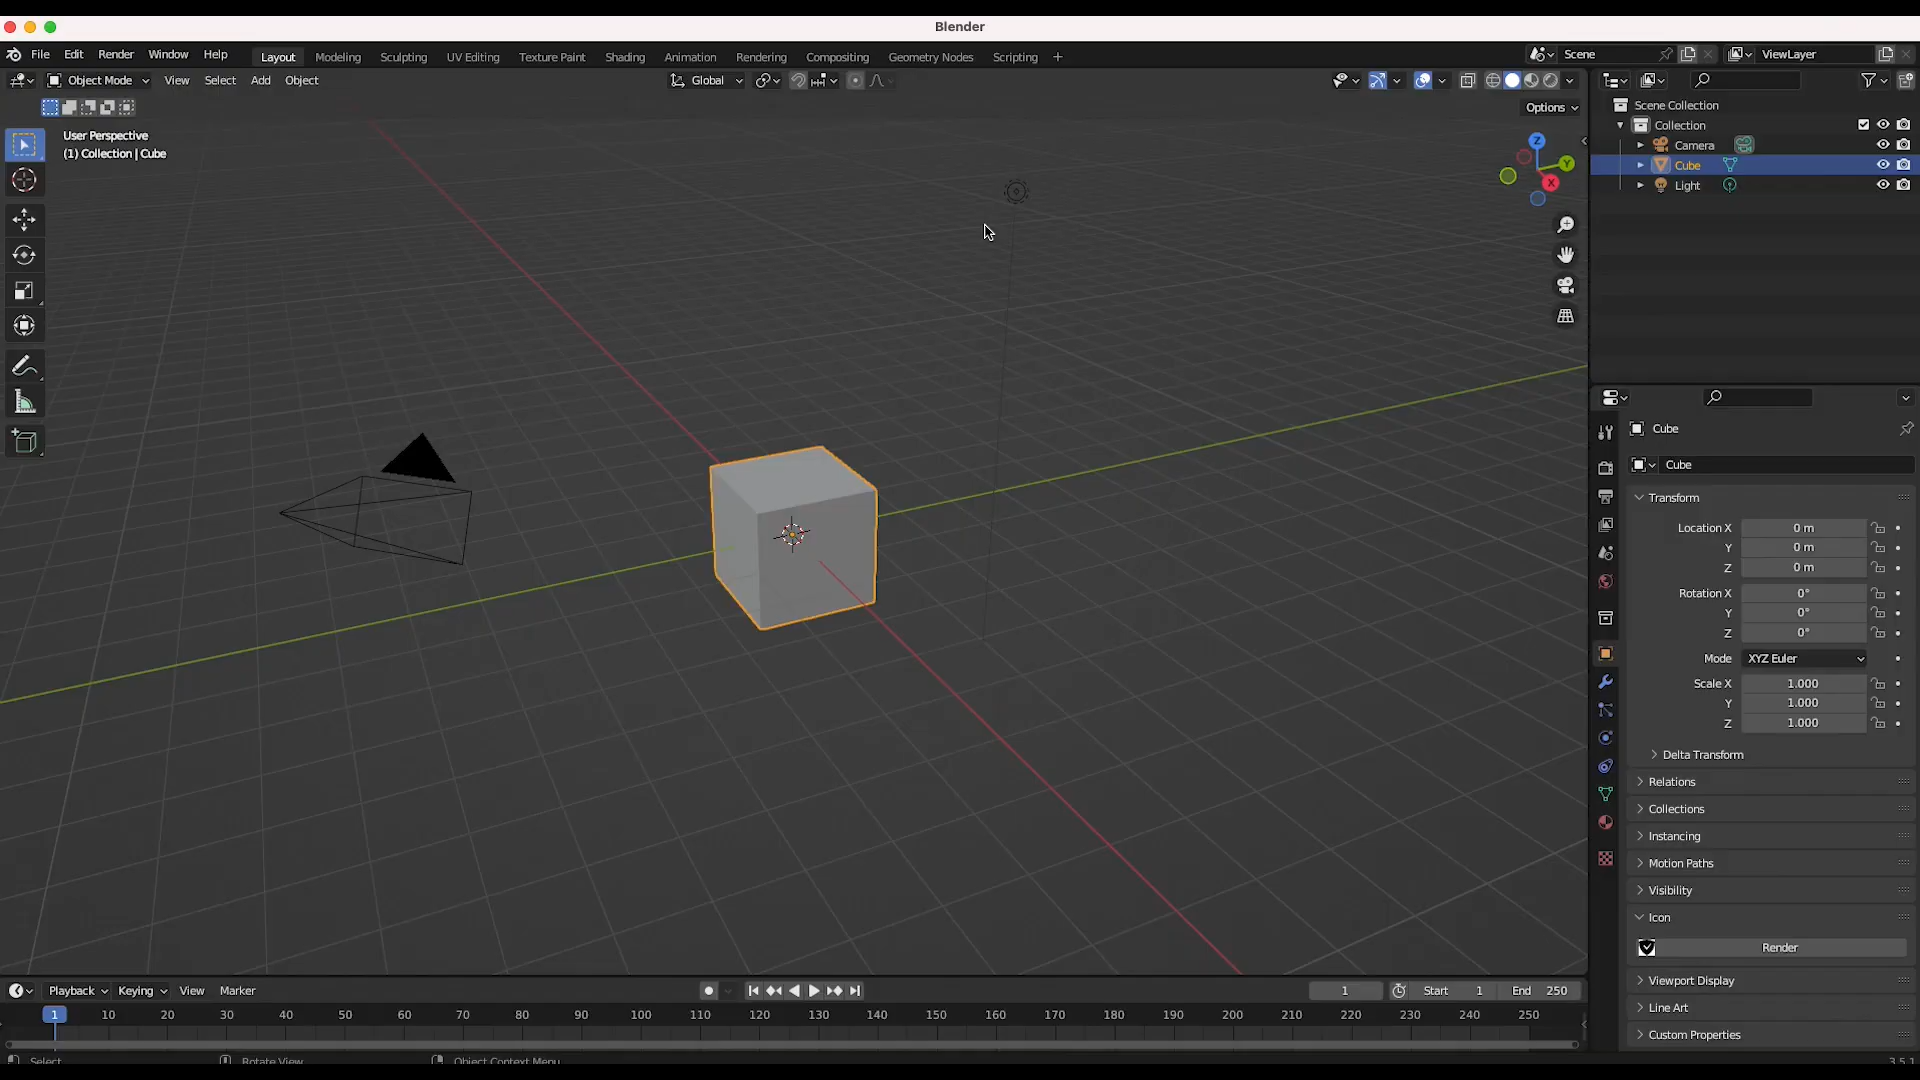 Blender
File Edit Render Window Help Layout Modeling Sculpting UV Editing Texture Paint Shading Animation Rendering Compositing Geometry Nodes Scripting + Scene ViewLayer
Object Mode View Select Add Object Global
Options
User Perspective
(1) Collection | Cube
Z
Y
X
Scene Collection
Collection
Camera
Cube
Light
Cube
Cube
Transform
Location X 0 m
Y 0 m
Z 0 m
Rotation X 0°
Y 0°
Z 0°
Mode XYZ Euler
Scale X 1.000
Y 1.000
Z 1.000
Delta Transform
Relations
Collections
Instancing
Motion Paths
Visibility
Icon
Render
Viewport Display
Line Art
Custom Properties
Playback Keying View Marker 1 Start 1 End 250
1 10 20 30 40 50 60 70 80 90 100 110 120 130 140 150 160 170 180 190 200 210 220 230 240 250
Select Rotate View Object Context Menu 3.5.1